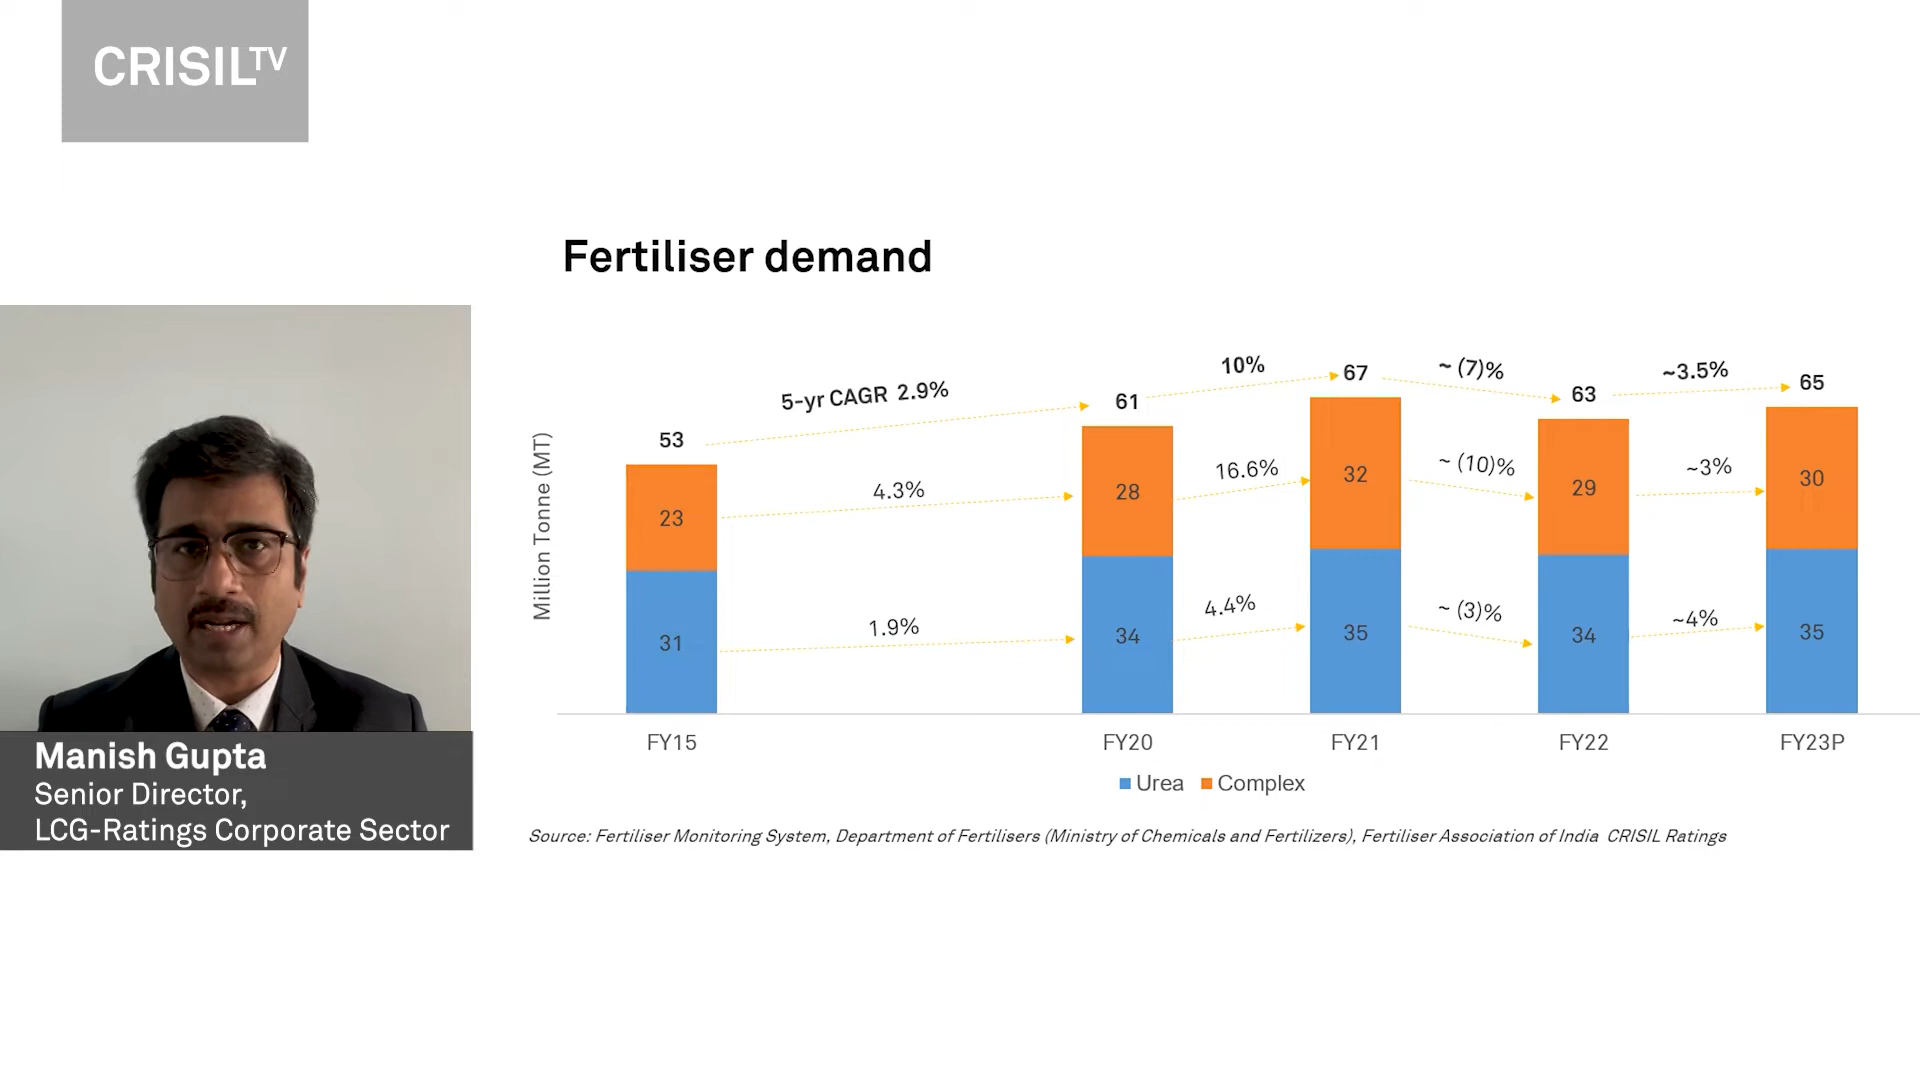 CRISILTV
Fertiliser demand
Million Tonne (MT)
5-yr CAGR 2.9%
10%
~ (7)%
~3.5%
53
61
67
63
65
4.3%
16.6%
~ (10)%
~3%
23
28
32
29
30
1.9%
4.4%
~ (3)%
~4%
31
34
35
34
35
FY15
FY20
FY21
FY22
FY23P
Urea
Complex
Source: Fertiliser Monitoring System, Department of Fertilisers (Ministry of Chemicals and Fertilizers), Fertiliser Association of India CRISIL Ratings
Manish Gupta
Senior Director,
LCG-Ratings Corporate Sector